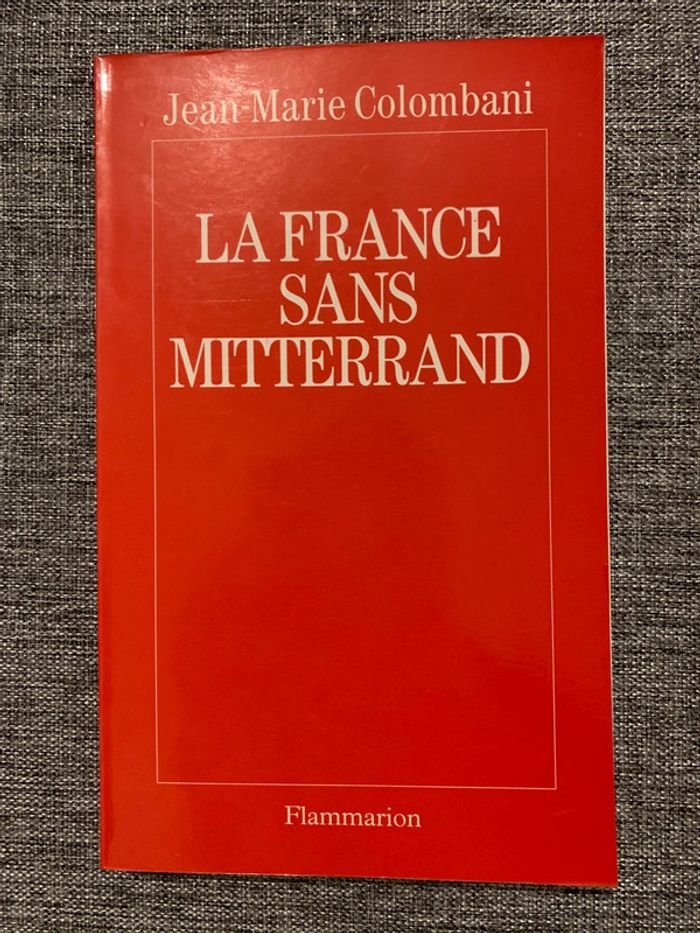 Jean-Marie Colombani
LA FRANCE
SANS
MITTERRAND
Flammarion